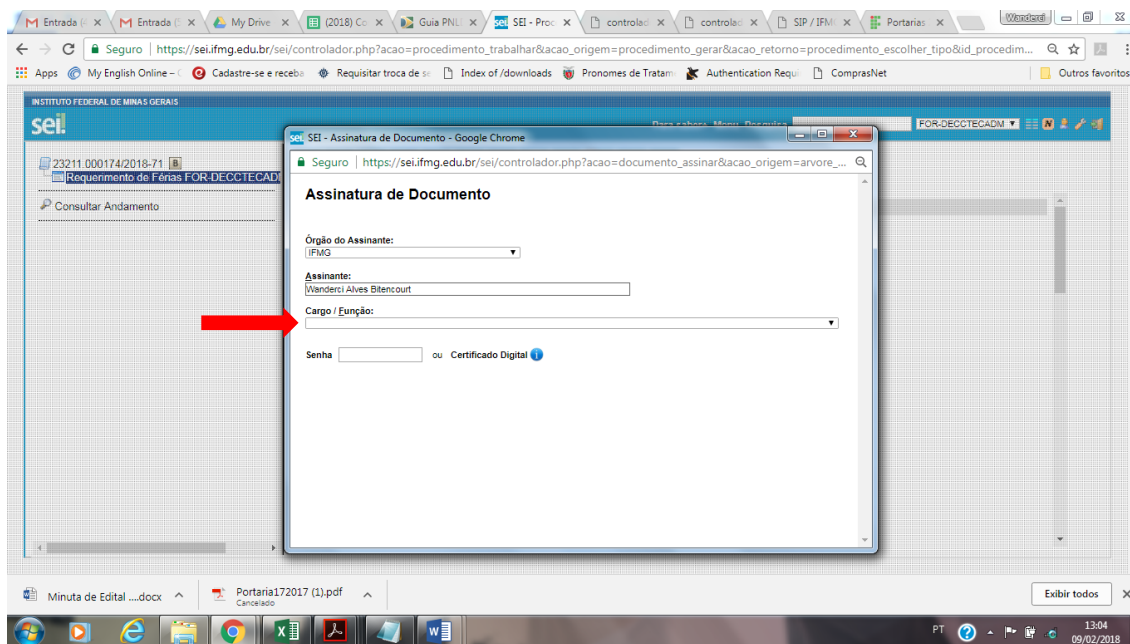 Entrada (
Entrada (
My Drive
(2018) Co
Guia PNL
SEI - Proc
controlad
controlad
SIP / IFM
Portarias
Wanderci
Seguro | https://sei.ifmg.edu.br/sei/controlador.php?acao=procedimento_trabalhar&acao_origem=procedimento_gerar&acao_retorno=procedimento_escolher_tipo&id_procedim...
Apps My English Online – Cadastre-se e receba Requisitar troca de se Index of /downloads Pronomes de Tratam Authentication Requi ComprasNet Outros favoritos
INSTITUTO FEDERAL DE MINAS GERAIS
sei!
Para saber+ Menu Pesquisa
FOR-DECCTECADM
SEI - Assinatura de Documento - Google Chrome
Seguro | https://sei.ifmg.edu.br/sei/controlador.php?acao=documento_assinar&acao_origem=arvore_...
23211.000174/2018-71
Requerimento de Férias FOR-DECCTECADM
Consultar Andamento
Assinatura de Documento
Órgão do Assinante:
IFMG
Assinante:
Wanderci Alves Bitencourt
Cargo / Função:
Senha ou Certificado Digital
Minuta de Edital ....docx
Portaria172017 (1).pdf
Cancelado
Exibir todos
PT
13:04
09/02/2018